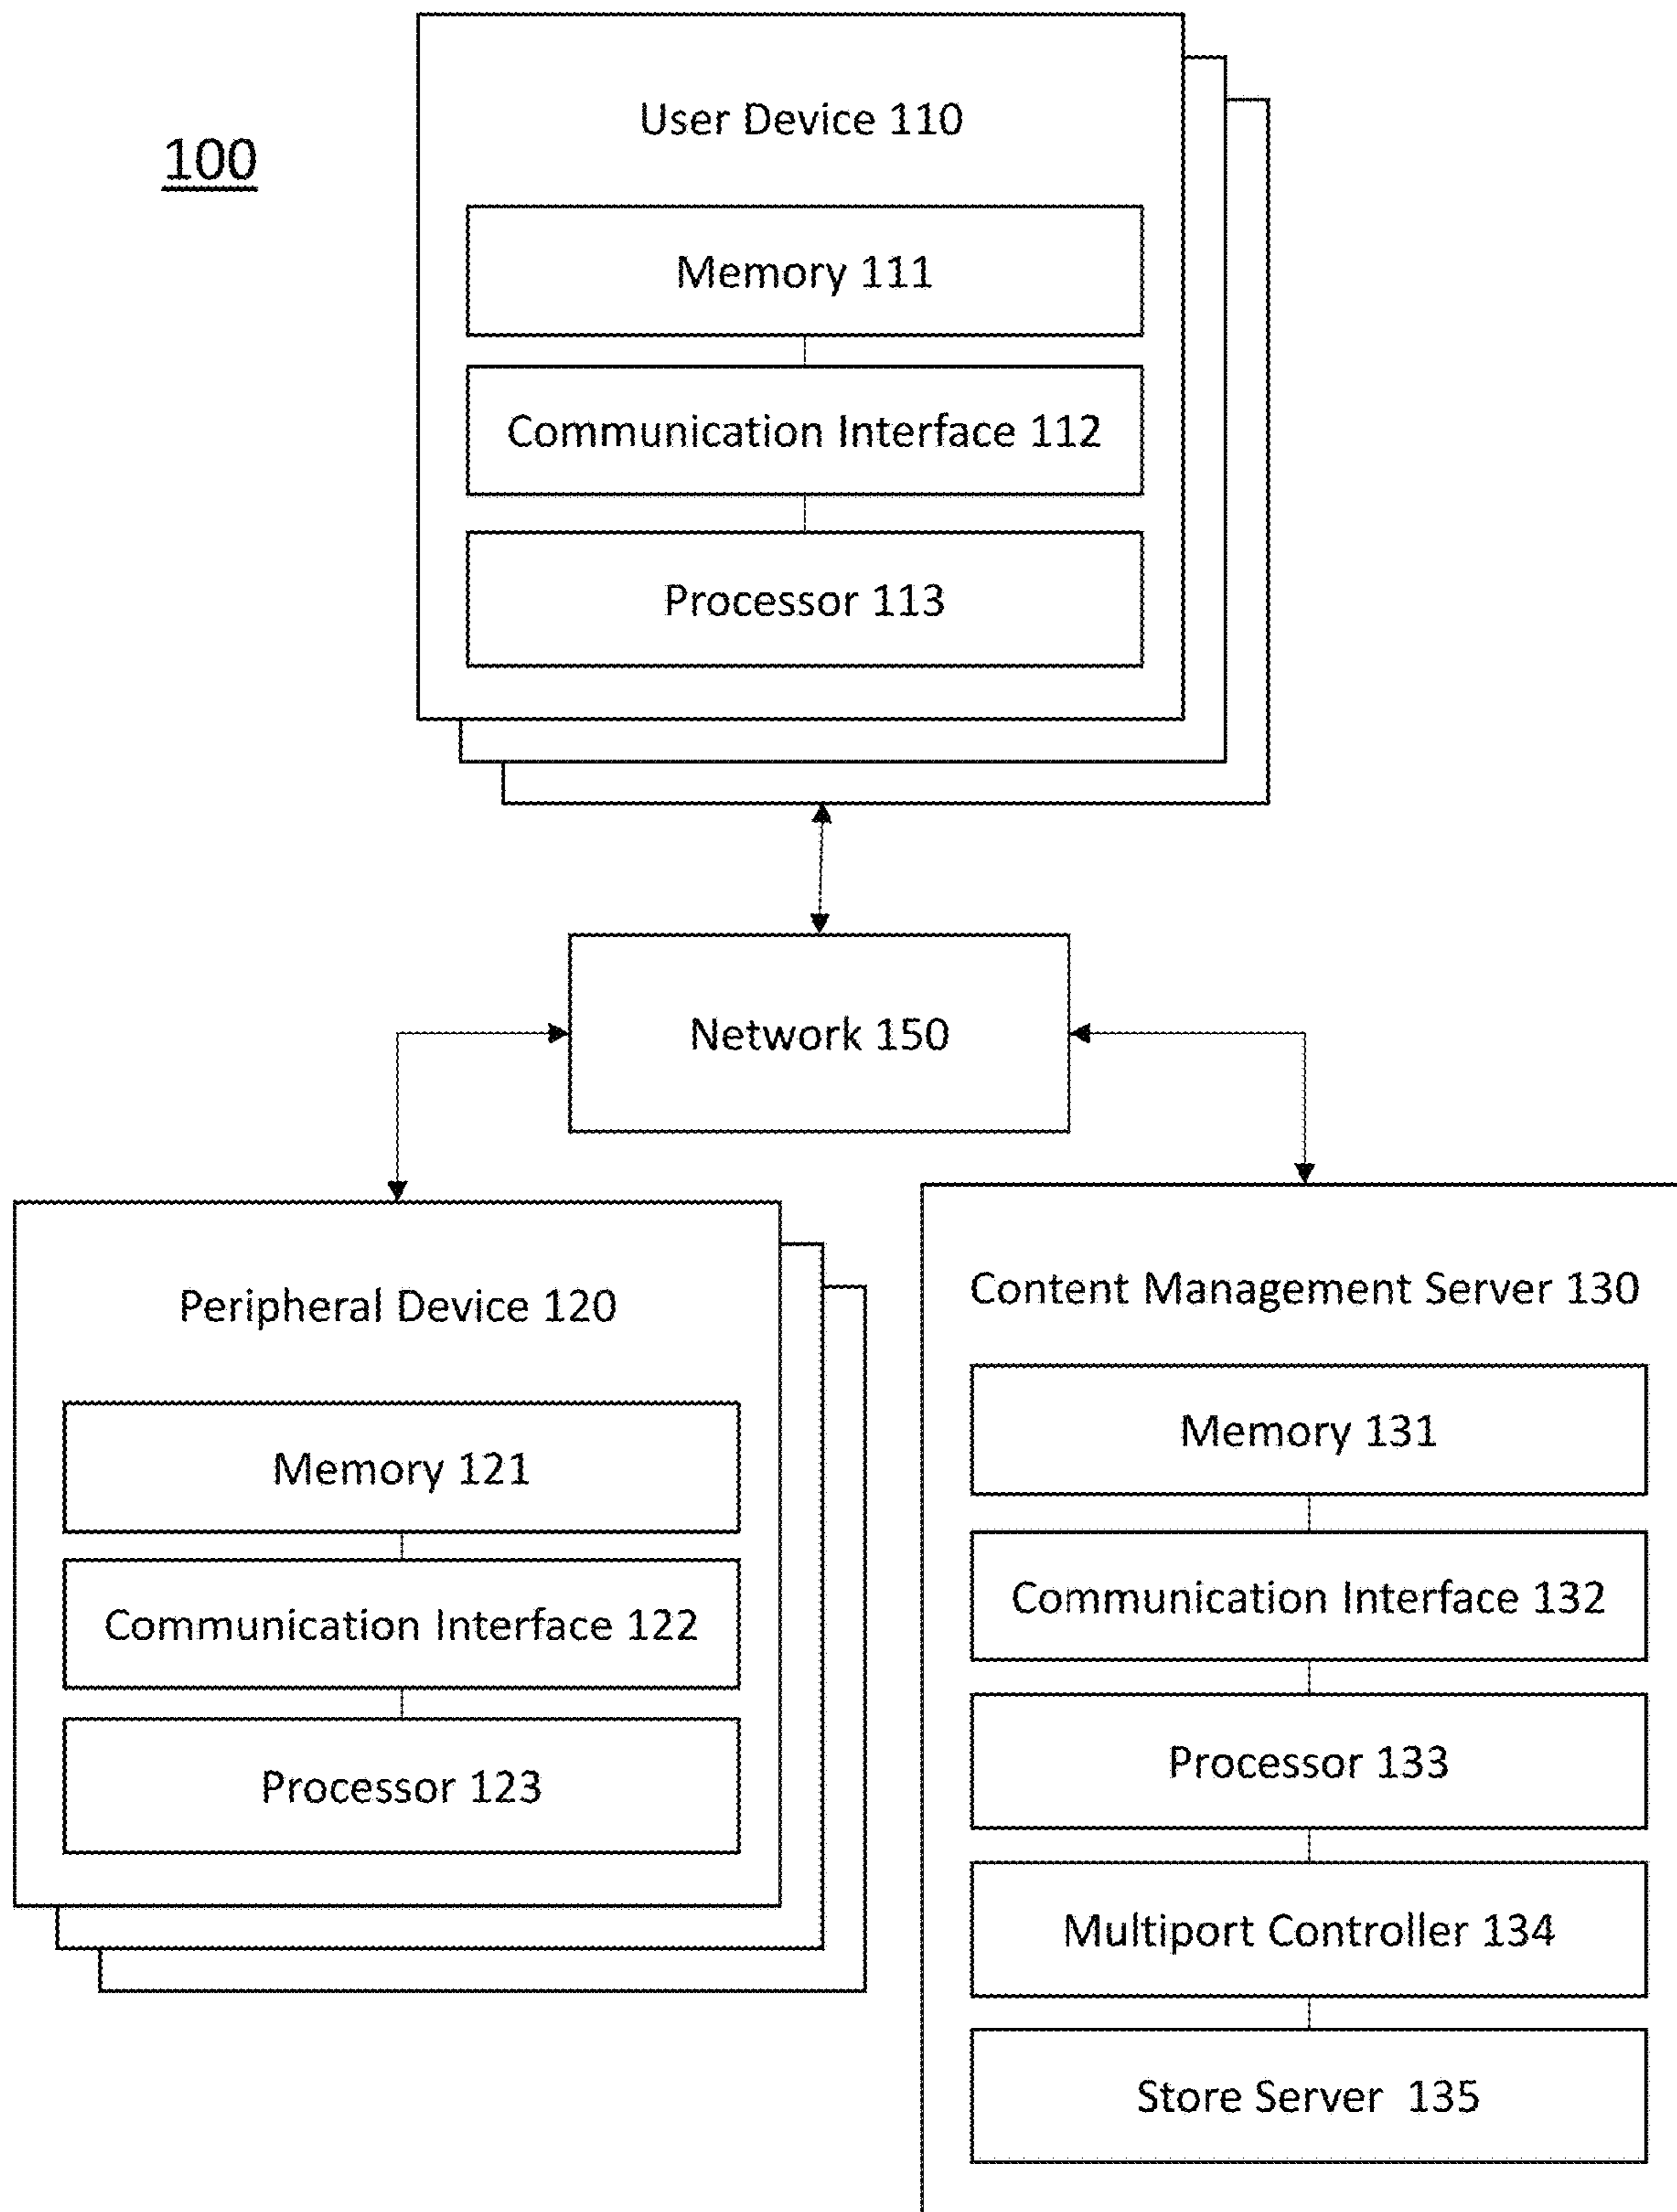 100
User Device 110
Memory 111
Communication Interface 112
Processor 113
Network 150
Peripheral Device 120
Memory 121
Communication Interface 122
Processor 123
Content Management Server 130
Memory 131
Communication Interface 132
Processor 133
Multiport Controller 134
Store Server 135